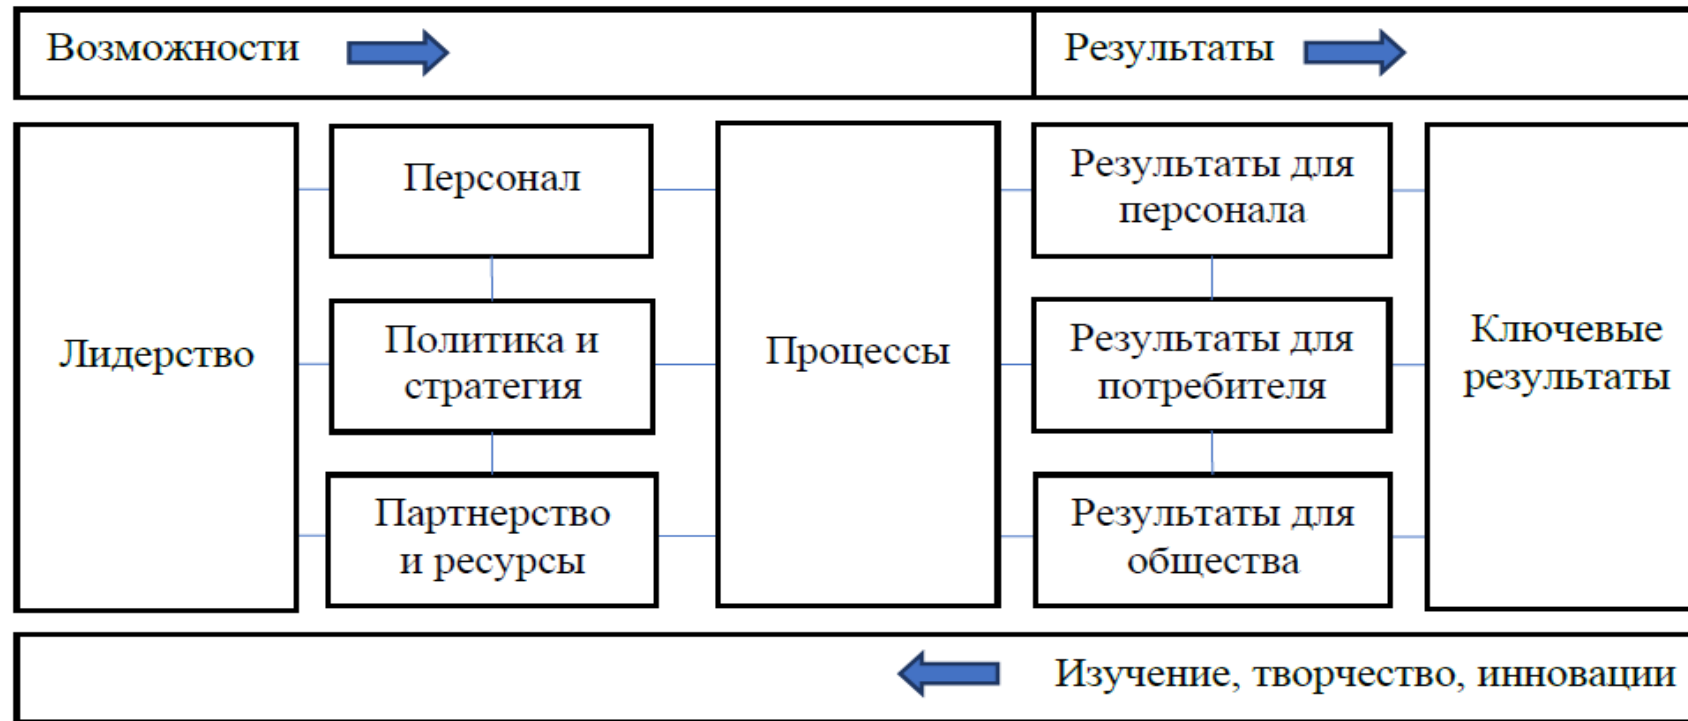 Возможности
Результаты
Лидерство
Персонал
Политика и
стратегия
Партнерство
и ресурсы
Процессы
Результаты для
персонала
Результаты для
потребителя
Результаты для
общества
Ключевые
результаты
Изучение, творчество, инновации